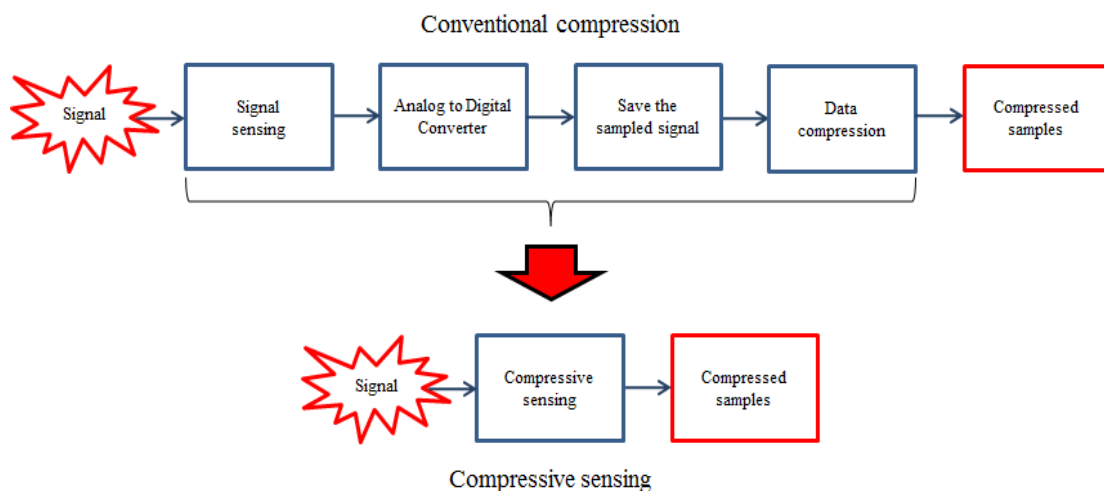 Conventional compression
Signal
Signal
sensing
Analog to Digital
Converter
Save the
sampled signal
Data
compression
Compressed
samples
Signal
Compressive
sensing
Compressed
samples
Compressive sensing